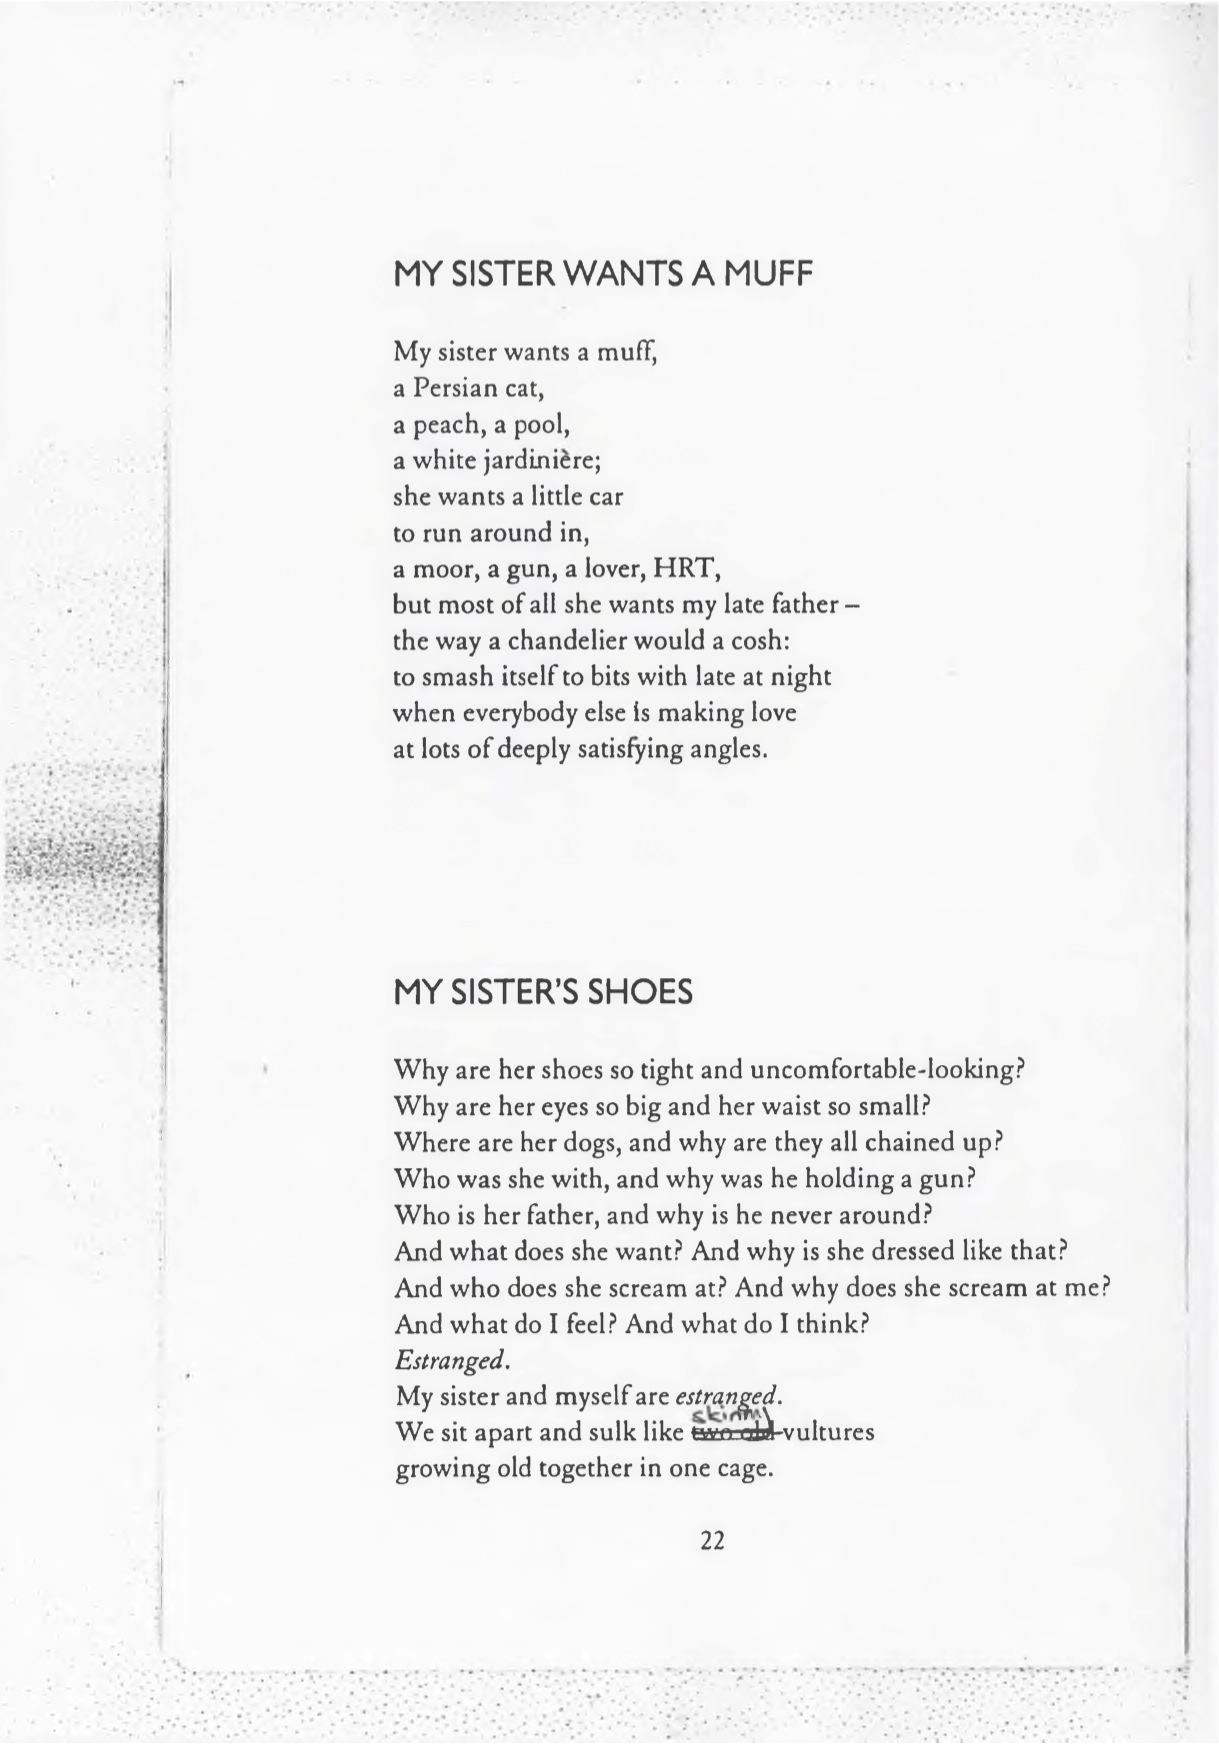 MY SISTER WANTS A MUFF
My sister wants a muff,
a Persian cat,
a peach, a pool,
a white jardinière;
she wants a little car
to run around in,
a moor, a gun, a lover, HRT,
but most of all she wants my late father –
the way a chandelier would a cosh:
to smash itself to bits with late at night
when everybody else is making love
at lots of deeply satisfying angles.
MY SISTER'S SHOES
Why are her shoes so tight and uncomfortable-looking?
Why are her eyes so big and her waist so small?
Where are her dogs, and why are they all chained up?
Who was she with, and why was he holding a gun?
Who is her father, and why is he never around?
And what does she want? And why is she dressed like that?
And who does she scream at? And why does she scream at me?
And what do I feel? And what do I think?
Estranged.
My sister and myself are estranged.
skinny
We sit apart and sulk like two old vultures
growing old together in one cage.
22